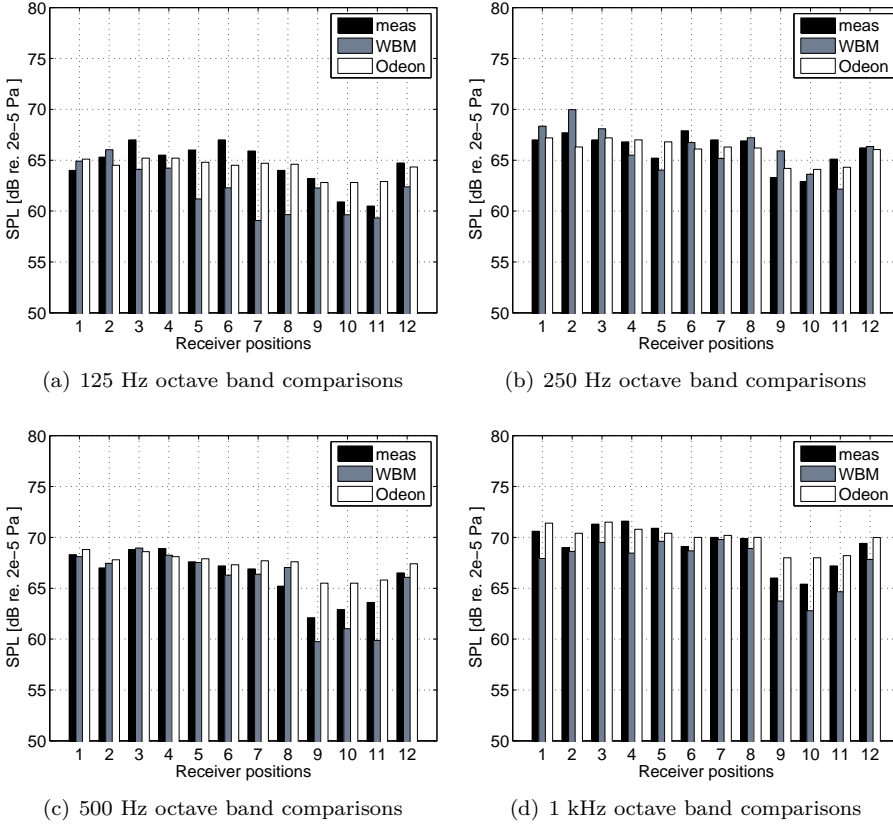 80
75
70
65
60
55
50
SPL [dB re. 2e−5 Pa ]
meas
WBM
Odeon
1 2 3 4 5 6 7 8 9 10 11 12
Receiver positions
(a) 125 Hz octave band comparisons
80
75
70
65
60
55
50
SPL [dB re. 2e−5 Pa ]
meas
WBM
Odeon
1 2 3 4 5 6 7 8 9 10 11 12
Receiver positions
(b) 250 Hz octave band comparisons
80
75
70
65
60
55
50
SPL [dB re. 2e−5 Pa ]
meas
WBM
Odeon
1 2 3 4 5 6 7 8 9 10 11 12
Receiver positions
(c) 500 Hz octave band comparisons
80
75
70
65
60
55
50
SPL [dB re. 2e−5 Pa ]
meas
WBM
Odeon
1 2 3 4 5 6 7 8 9 10 11 12
Receiver positions
(d) 1 kHz octave band comparisons